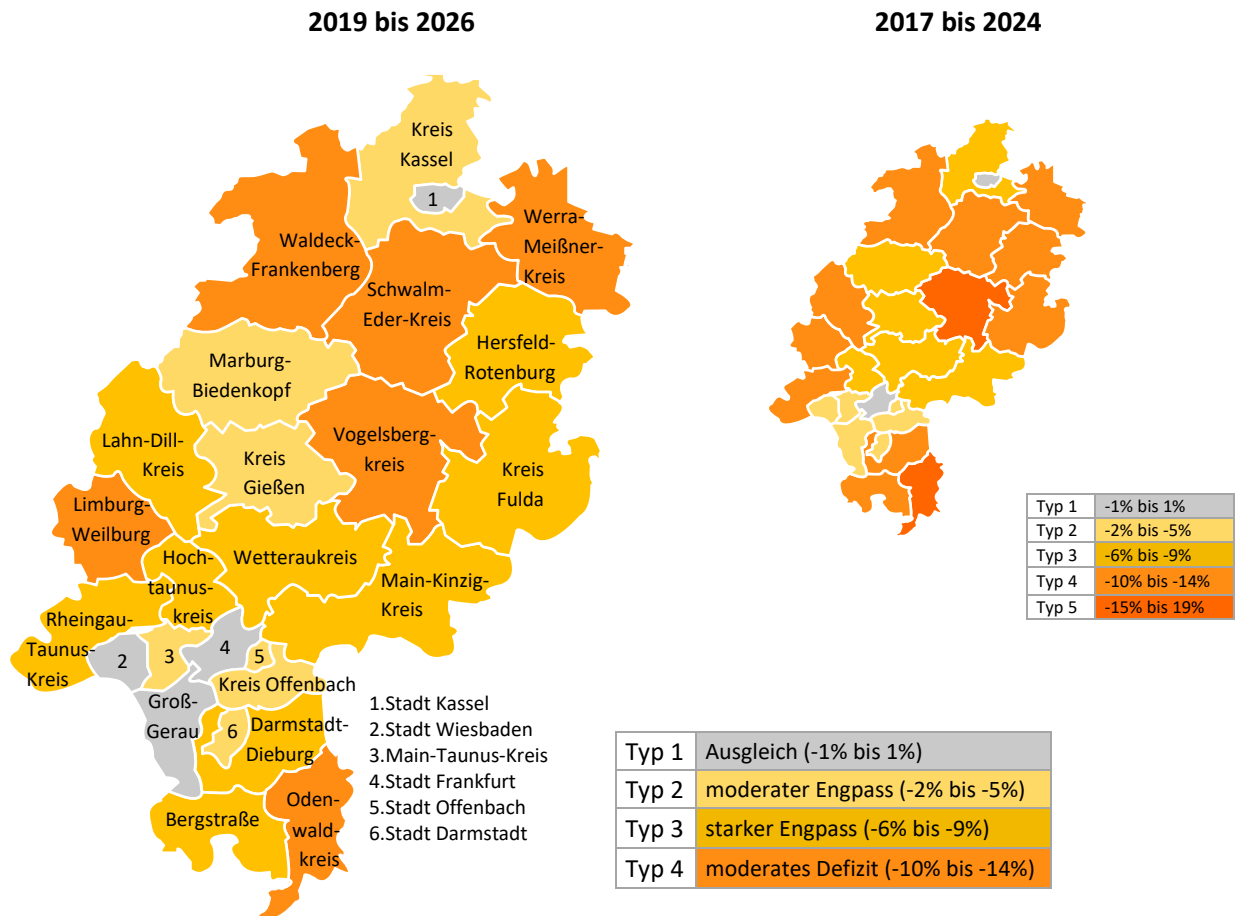 2019 bis 2026
2017 bis 2024
Kreis
Kassel
1
Waldeck-
Frankenberg
Werra-
Meißner-
Kreis
Schwalm-
Eder-Kreis
Hersfeld-
Rotenburg
Marburg-
Biedenkopf
Lahn-Dill-
Kreis
Kreis
Gießen
Vogelsberg-
kreis
Kreis
Fulda
Limburg-
Weilburg
Hoch-
taunus-
kreis
Wetteraukreis
Main-Kinzig-
Kreis
Rheingau-
Taunus-
Kreis
2
3
4
5
Kreis Offenbach
Groß-
Gerau
6
Darmstadt-
Dieburg
Bergstraße
Oden-
wald-
kreis
1.Stadt Kassel
2.Stadt Wiesbaden
3.Main-Taunus-Kreis
4.Stadt Frankfurt
5.Stadt Offenbach
6.Stadt Darmstadt
Typ 1 -1% bis 1%
Typ 2 -2% bis -5%
Typ 3 -6% bis -9%
Typ 4 -10% bis -14%
Typ 5 -15% bis 19%
Typ 1 Ausgleich (-1% bis 1%)
Typ 2 moderater Engpass (-2% bis -5%)
Typ 3 starker Engpass (-6% bis -9%)
Typ 4 moderates Defizit (-10% bis -14%)